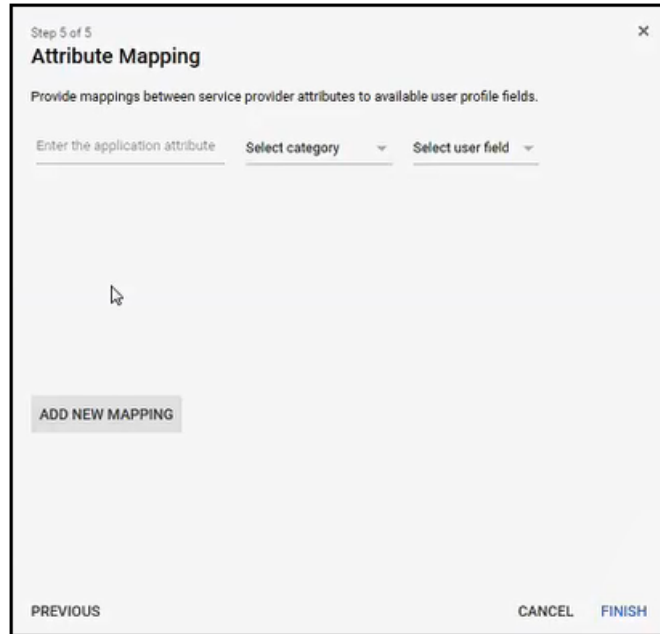 Step 5 of 5
Attribute Mapping
Provide mappings between service provider attributes to available user profile fields.
Enter the application attribute Select category Select user field
ADD NEW MAPPING
PREVIOUS CANCEL FINISH